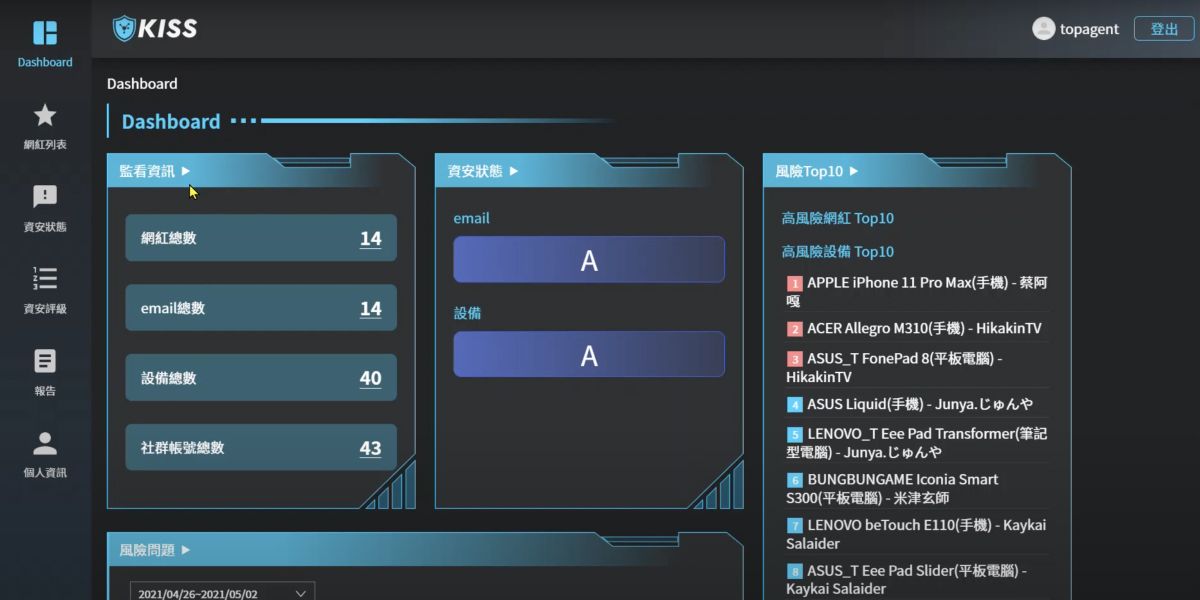 KISS
topagent
登出
Dashboard
網紅列表
資安狀態
資安評級
報告
個人資訊
Dashboard
Dashboard
監看資訊
網紅總數 14
email總數 14
設備總數 40
社群帳號總數 43
資安狀態
email
A
設備
A
風險Top10
高風險網紅 Top10
高風險設備 Top10
1 APPLE iPhone 11 Pro Max(手機) - 蔡阿
嘎
2 ACER Allegro M310(手機) - HikakinTV
3 ASUS_T FonePad 8(平板電腦) -
HikakinTV
4 ASUS Liquid(手機) - Junya.じゅんや
5 LENOVO_T Eee Pad Transformer(筆記
型電腦) - Junya.じゅんや
6 BUNGBUNGAME Iconia Smart
S300(平板電腦) - 米津玄師
7 LENOVO beTouch E110(手機) - Kaykai
Salaider
8 ASUS_T Eee Pad Slider(平板電腦) -
Kaykai Salaider
風險問題
2021/04/26~2021/05/02